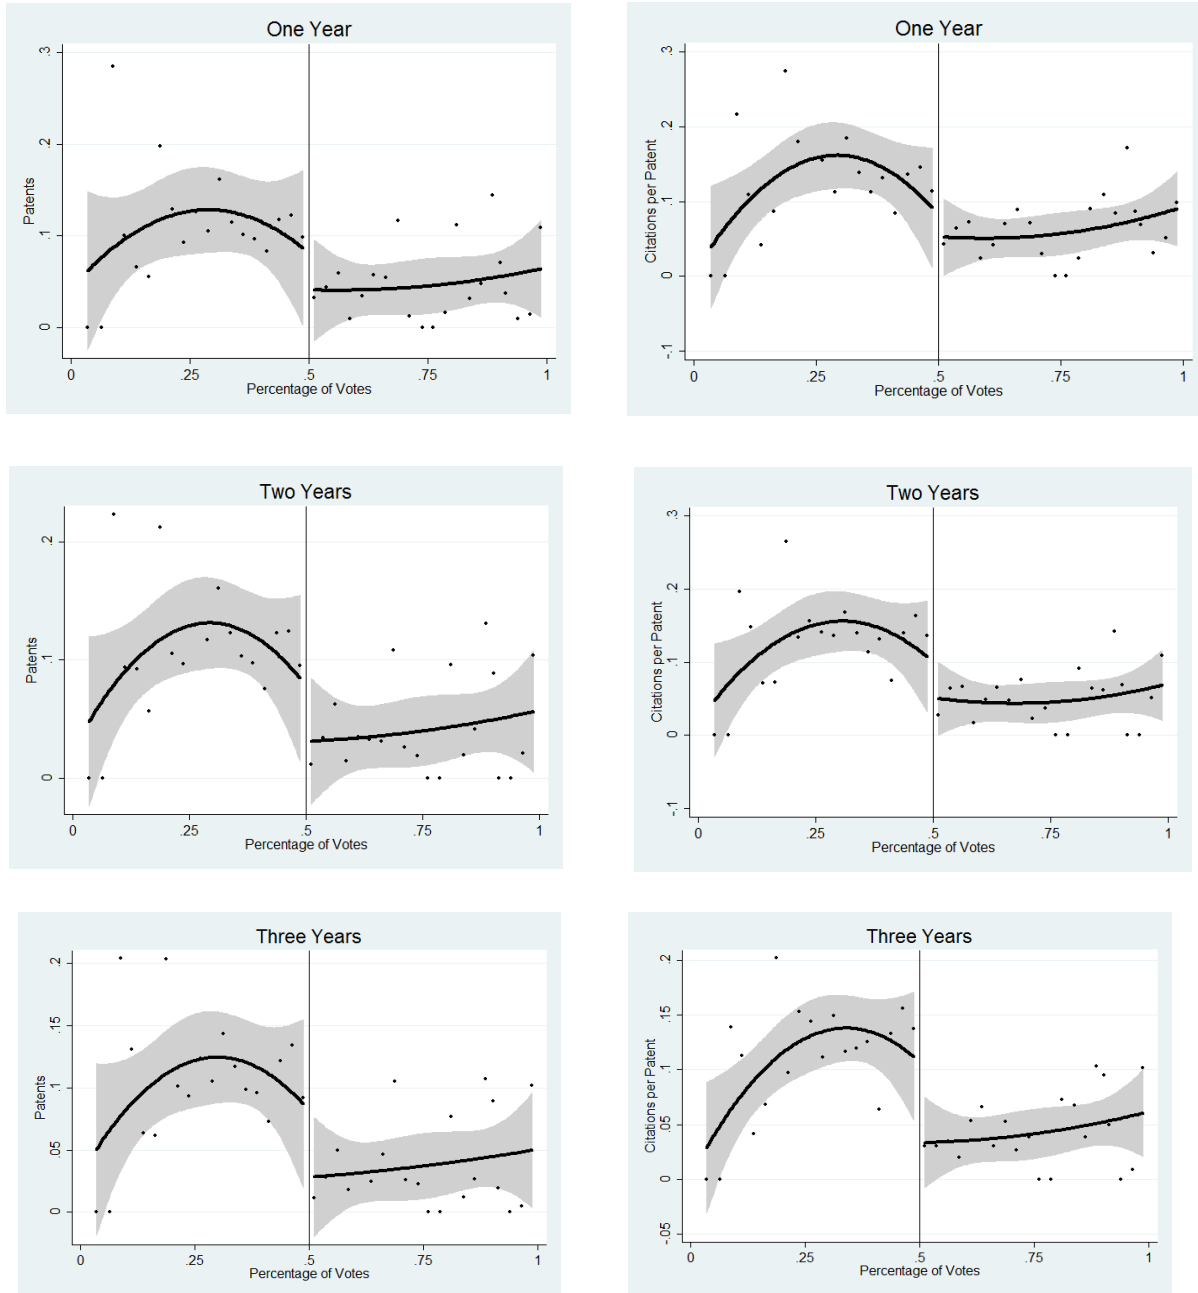 One Year
.3
.2
.1
0
Patents
0 .25 .5 .75 1
Percentage of Votes
One Year
.3
.2
.1
0
-.1
Citations per Patent
0 .25 .5 .75 1
Percentage of Votes
Two Years
.2
.1
0
Patents
0 .25 .5 .75 1
Percentage of Votes
Two Years
.3
.2
.1
0
-.1
Citations per Patent
0 .25 .5 .75 1
Percentage of Votes
Three Years
.2
.15
.1
.05
0
Patents
0 .25 .5 .75 1
Percentage of Votes
Three Years
.2
.15
.1
.05
0
-.05
Citations per Patent
0 .25 .5 .75 1
Percentage of Votes